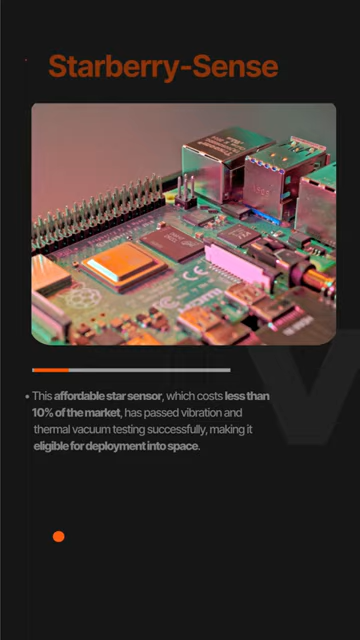 Starberry-Sense
• This affordable star sensor, which costs less than
10% of the market, has passed vibration and
thermal vacuum testing successfully, making it
eligible for deployment into space.